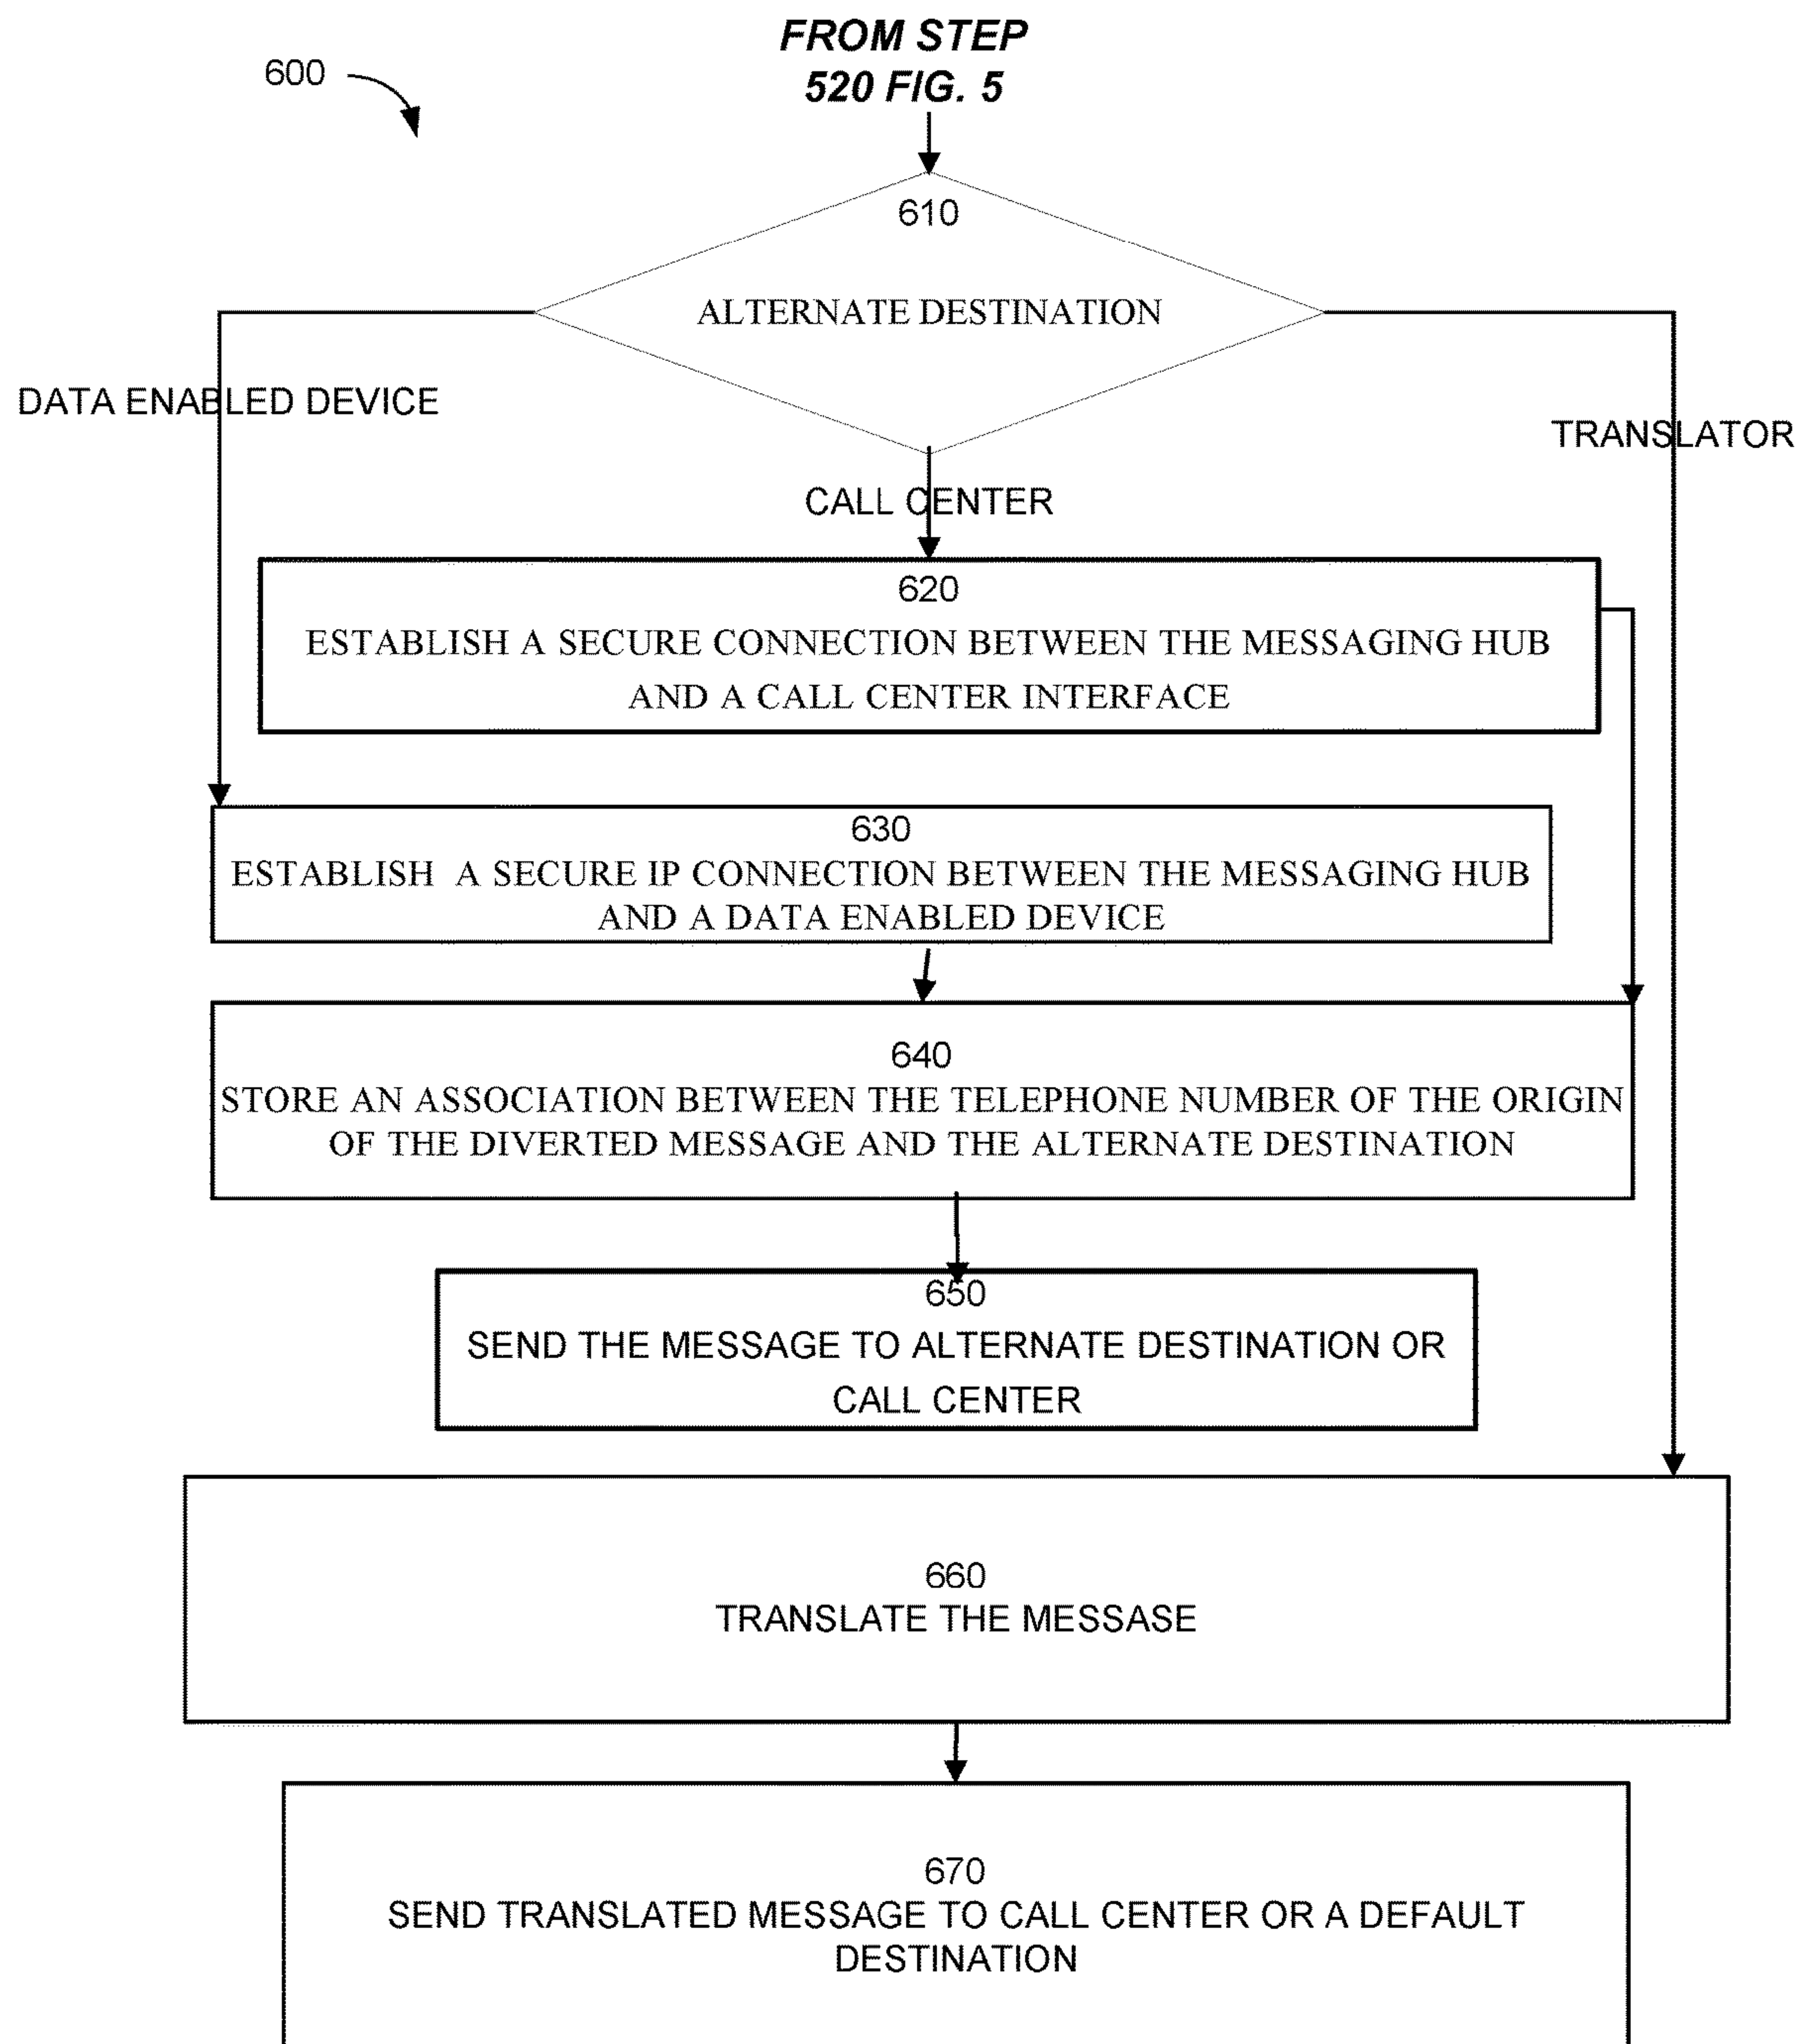 FROM STEP
520 FIG. 5
600
610
ALTERNATE DESTINATION
DATA ENABLED DEVICE
TRANSLATOR
CALL CENTER
620
ESTABLISH A SECURE CONNECTION BETWEEN THE MESSAGING HUB
AND A CALL CENTER INTERFACE
630
ESTABLISH A SECURE IP CONNECTION BETWEEN THE MESSAGING HUB
AND A DATA ENABLED DEVICE
640
STORE AN ASSOCIATION BETWEEN THE TELEPHONE NUMBER OF THE ORIGIN
OF THE DIVERTED MESSAGE AND THE ALTERNATE DESTINATION
650
SEND THE MESSAGE TO ALTERNATE DESTINATION OR
CALL CENTER
660
TRANSLATE THE MESSASE
670
SEND TRANSLATED MESSAGE TO CALL CENTER OR A DEFAULT
DESTINATION